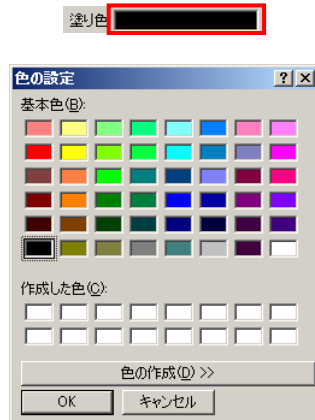 塗り色
色の設定
基本色(B):
作成した色(C):
色の作成(D) >>
OK キャンセル